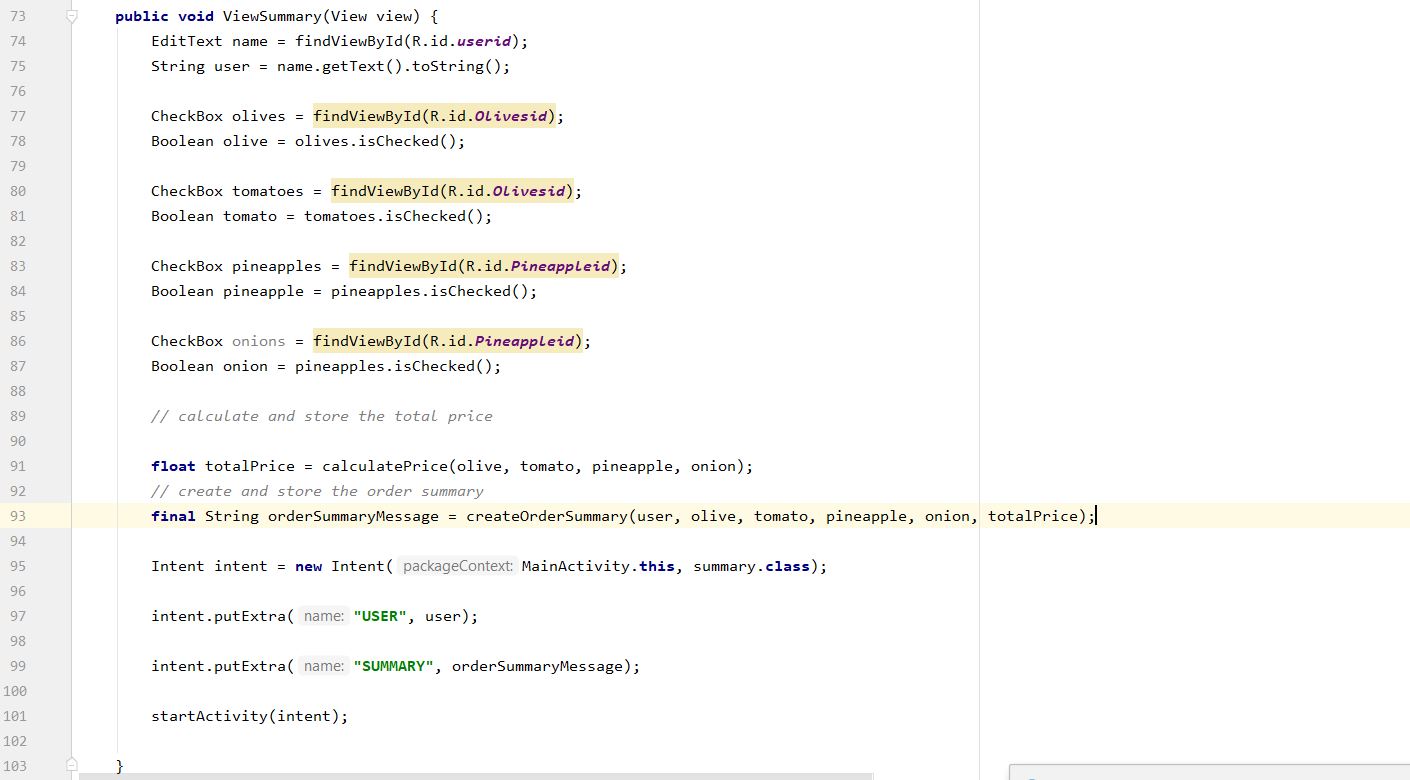 73 public void ViewSummary(View view) {
74 EditText name = findViewById(R.id.userid);
75 String user = name.getText().toString();
76
77 CheckBox olives = findViewById(R.id.Olivesid);
78 Boolean olive = olives.isChecked();
79
80 CheckBox tomatoes = findViewById(R.id.Olivesid);
81 Boolean tomato = tomatoes.isChecked();
82
83 CheckBox pineapples = findViewById(R.id.Pineappleid);
84 Boolean pineapple = pineapples.isChecked();
85
86 CheckBox onions = findViewById(R.id.Pineappleid);
87 Boolean onion = pineapples.isChecked();
88
89 // calculate and store the total price
90
91 float totalPrice = calculatePrice(olive, tomato, pineapple, onion);
92 // create and store the order summary
93 final String orderSummaryMessage = createOrderSummary(user, olive, tomato, pineapple, onion, totalPrice);
94
95 Intent intent = new Intent( packageContext: MainActivity.this, summary.class);
96
97 intent.putExtra( name: "USER", user);
98
99 intent.putExtra( name: "SUMMARY", orderSummaryMessage);
100
101 startActivity(intent);
102
103 }